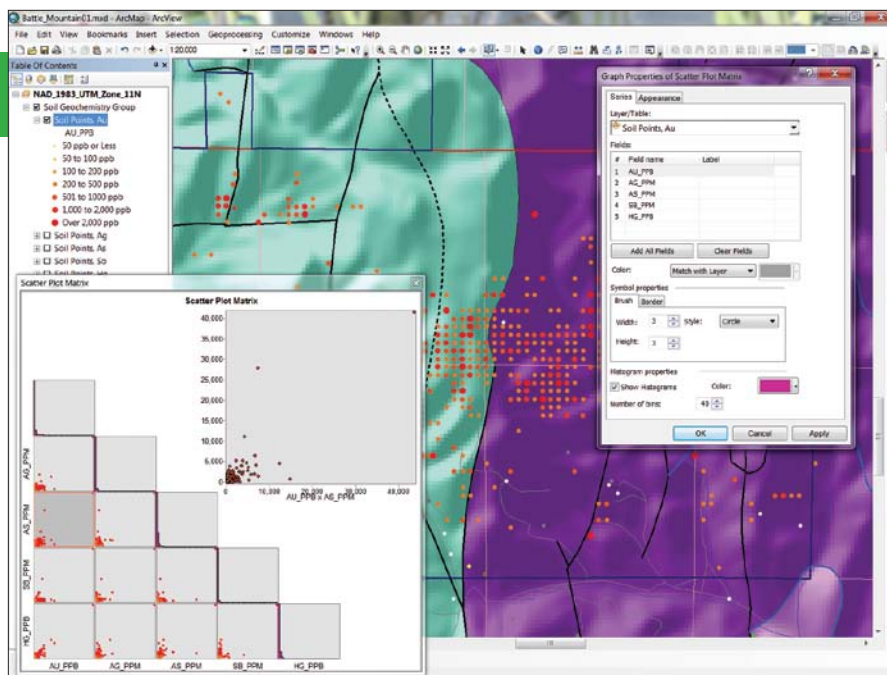 Battle_Mountain01.mxd - ArcMap - ArcView
File Edit View Bookmarks Insert Selection Geoprocessing Customize Windows Help
1:20,000
Table Of Contents
NAD_1983_UTM_Zone_11N
Soil Geochemistry Group
Soil Points, Au
AU_PPB
50 ppb or Less
50 to 100 ppb
100 to 200 ppb
200 to 500 ppb
501 to 1000 ppb
1,000 to 2,000 ppb
Over 2,000 ppb
Soil Points, Ag
Soil Points, As
Soil Points,
Graph Properties of Scatter Plot Matrix
Series Appearance
Layer/Table:
Soil Points, Au
Fields:
# Field name Label
1 AU_PPB
2 AG_PPM
3 AS_PPM
4 SB_PPM
5 HG_PPB
Add All Fields Clear Fields
Color: Match with Layer
Symbol properties
Brush Border
Width: 3 Style: Circle
Height: 3
Histogram properties
Show Histograms Color:
Number of bins: 40
OK Cancel Apply
Scatter Plot Matrix
Scatter Plot Matrix
40,000
35,000
30,000
25,000
20,000
15,000
10,000
5,000
0
0 10,000 20,000 30,000 40,000
AU_PPB x AS_PPM
AG_PPM
AS_PPM
SB_PPM
HG_PPB
AU_PPB AG_PPM AS_PPM SB_PPM HG_PPB